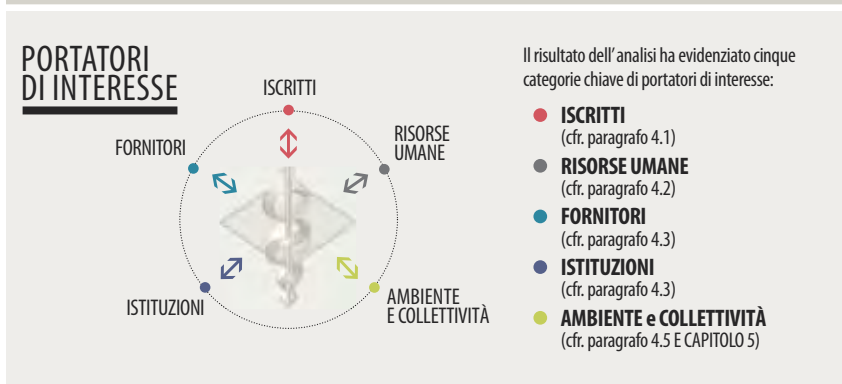 PORTATORI
DI INTERESSE
ISCRITTI
RISORSE
UMANE
FORNITORI
ISTITUZIONI
AMBIENTE
E COLLETTIVITÀ
Il risultato dell'analisi ha evidenziato cinque
categorie chiave di portatori di interesse:
ISCRITTI
(cfr. paragrafo 4.1)
RISORSE UMANE
(cfr. paragrafo 4.2)
FORNITORI
(cfr. paragrafo 4.3)
ISTITUZIONI
(cfr. paragrafo 4.3)
AMBIENTE e COLLETTIVITÀ
(cfr. paragrafo 4.5 E CAPITOLO 5)